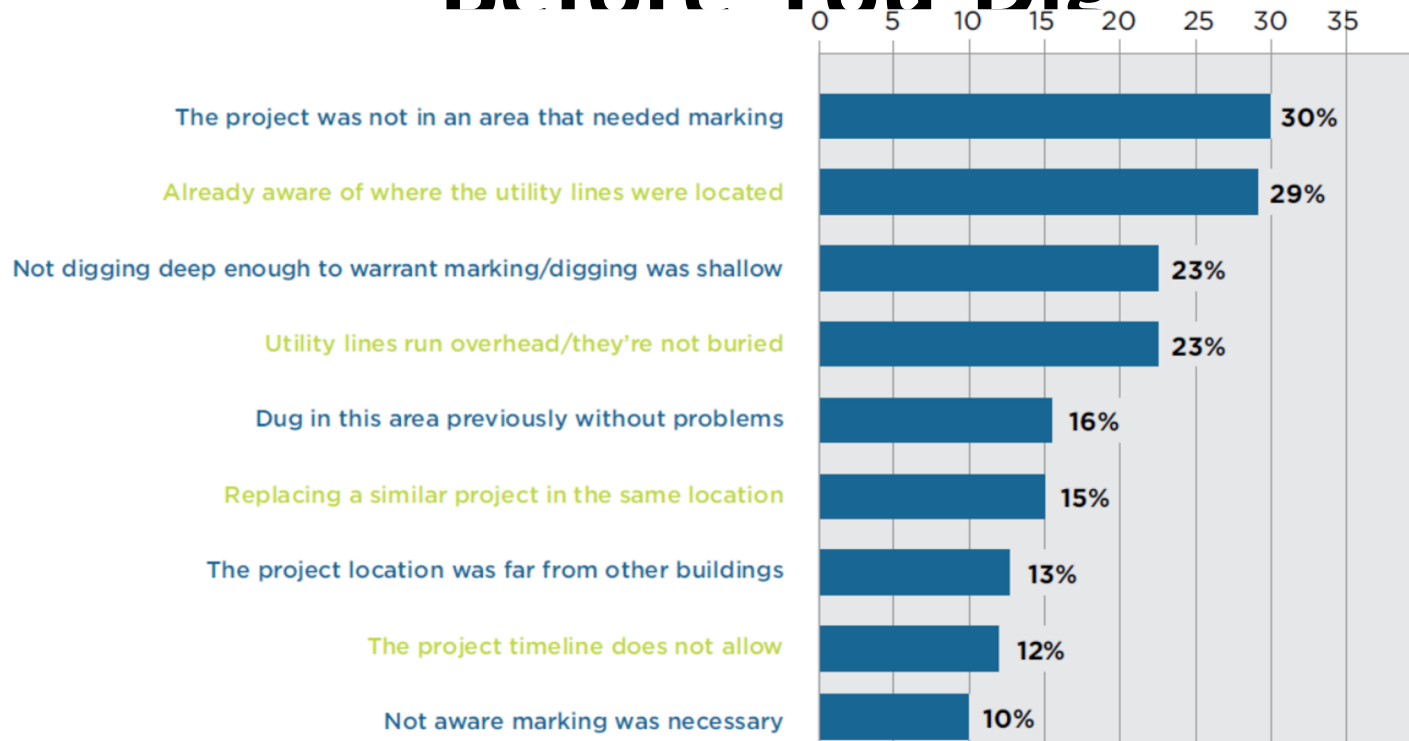 Before You Dig
0 5 10 15 20 25 30 35
The project was not in an area that needed marking 30%
Already aware of where the utility lines were located 29%
Not digging deep enough to warrant marking/digging was shallow 23%
Utility lines run overhead/they're not buried 23%
Dug in this area previously without problems 16%
Replacing a similar project in the same location 15%
The project location was far from other buildings 13%
The project timeline does not allow 12%
Not aware marking was necessary 10%